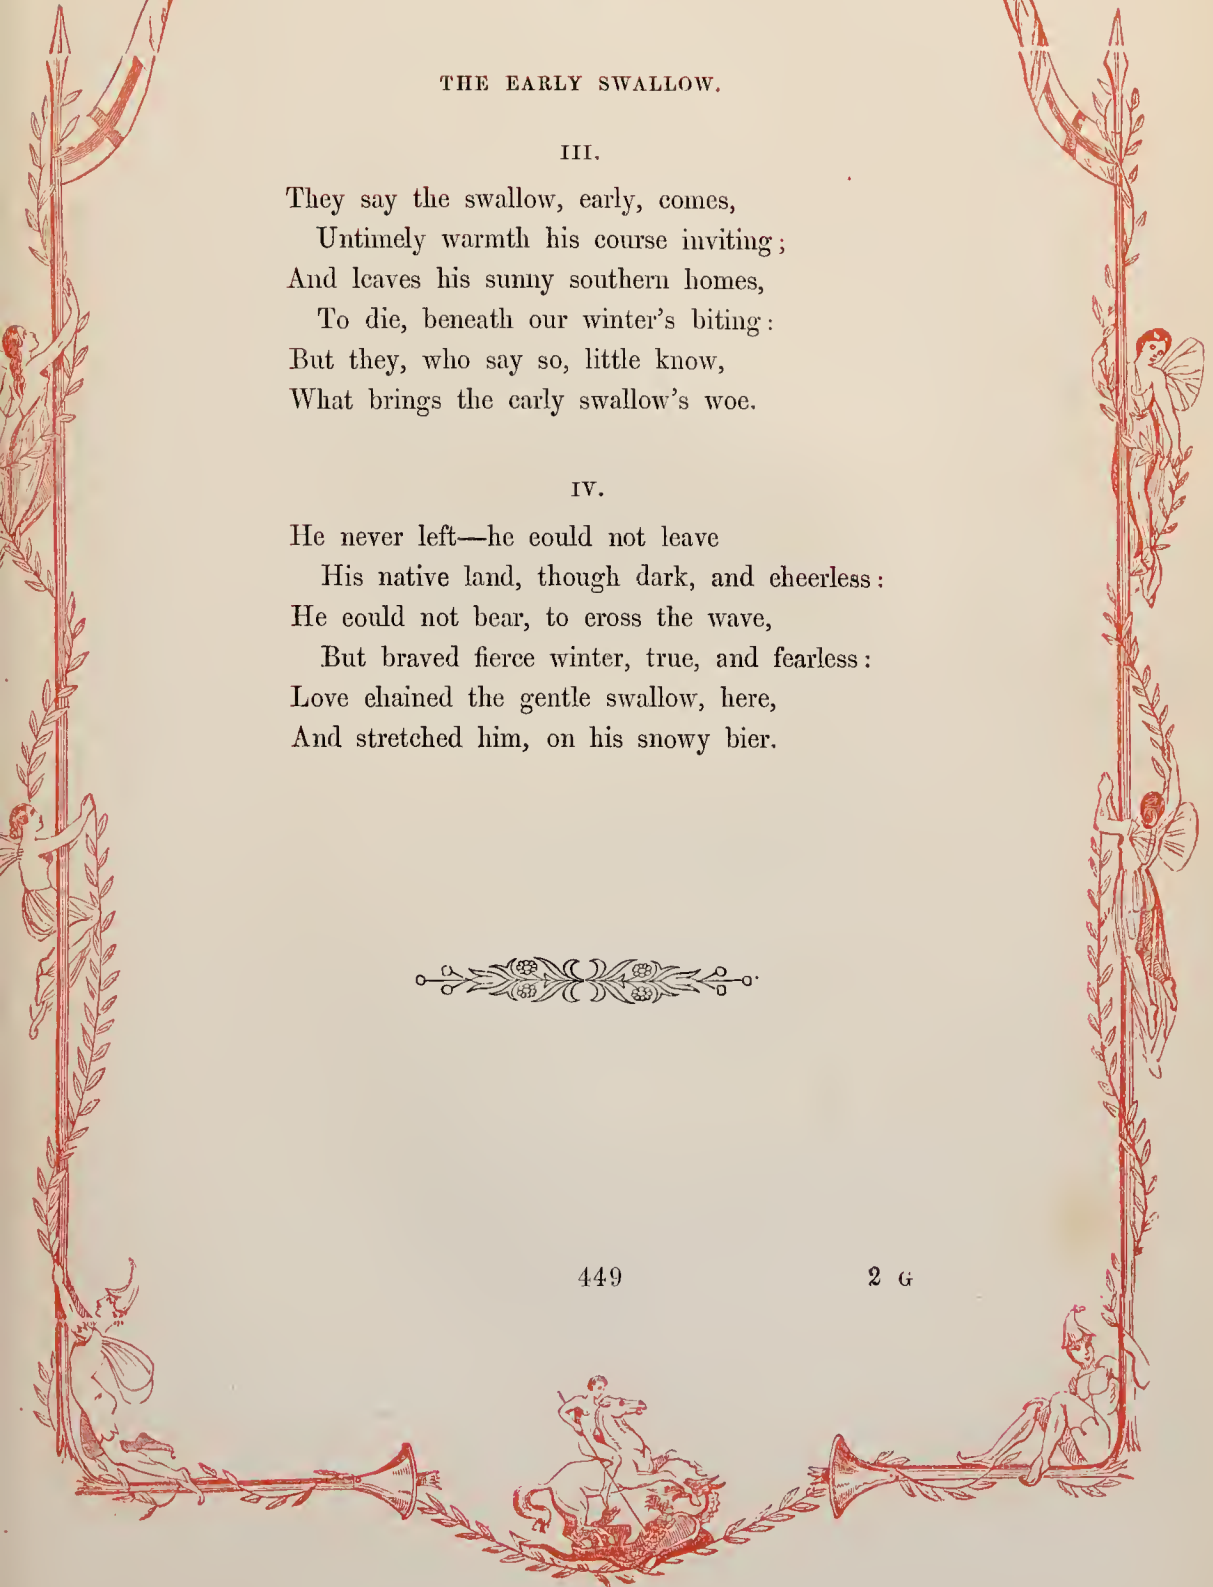 THE EARLY SWALLOW.
III.
They say the swallow, early, comes,
Untimely warmth his course inviting;
And leaves his sunny southern homes,
To die, beneath our winter's biting:
But they, who say so, little know,
What brings the early swallow's woe.
IV.
He never left—he could not leave
His native land, though dark, and cheerless:
He could not bear, to cross the wave,
But braved fierce winter, true, and fearless:
Love chained the gentle swallow, here,
And stretched him, on his snowy bier.
449 2 G